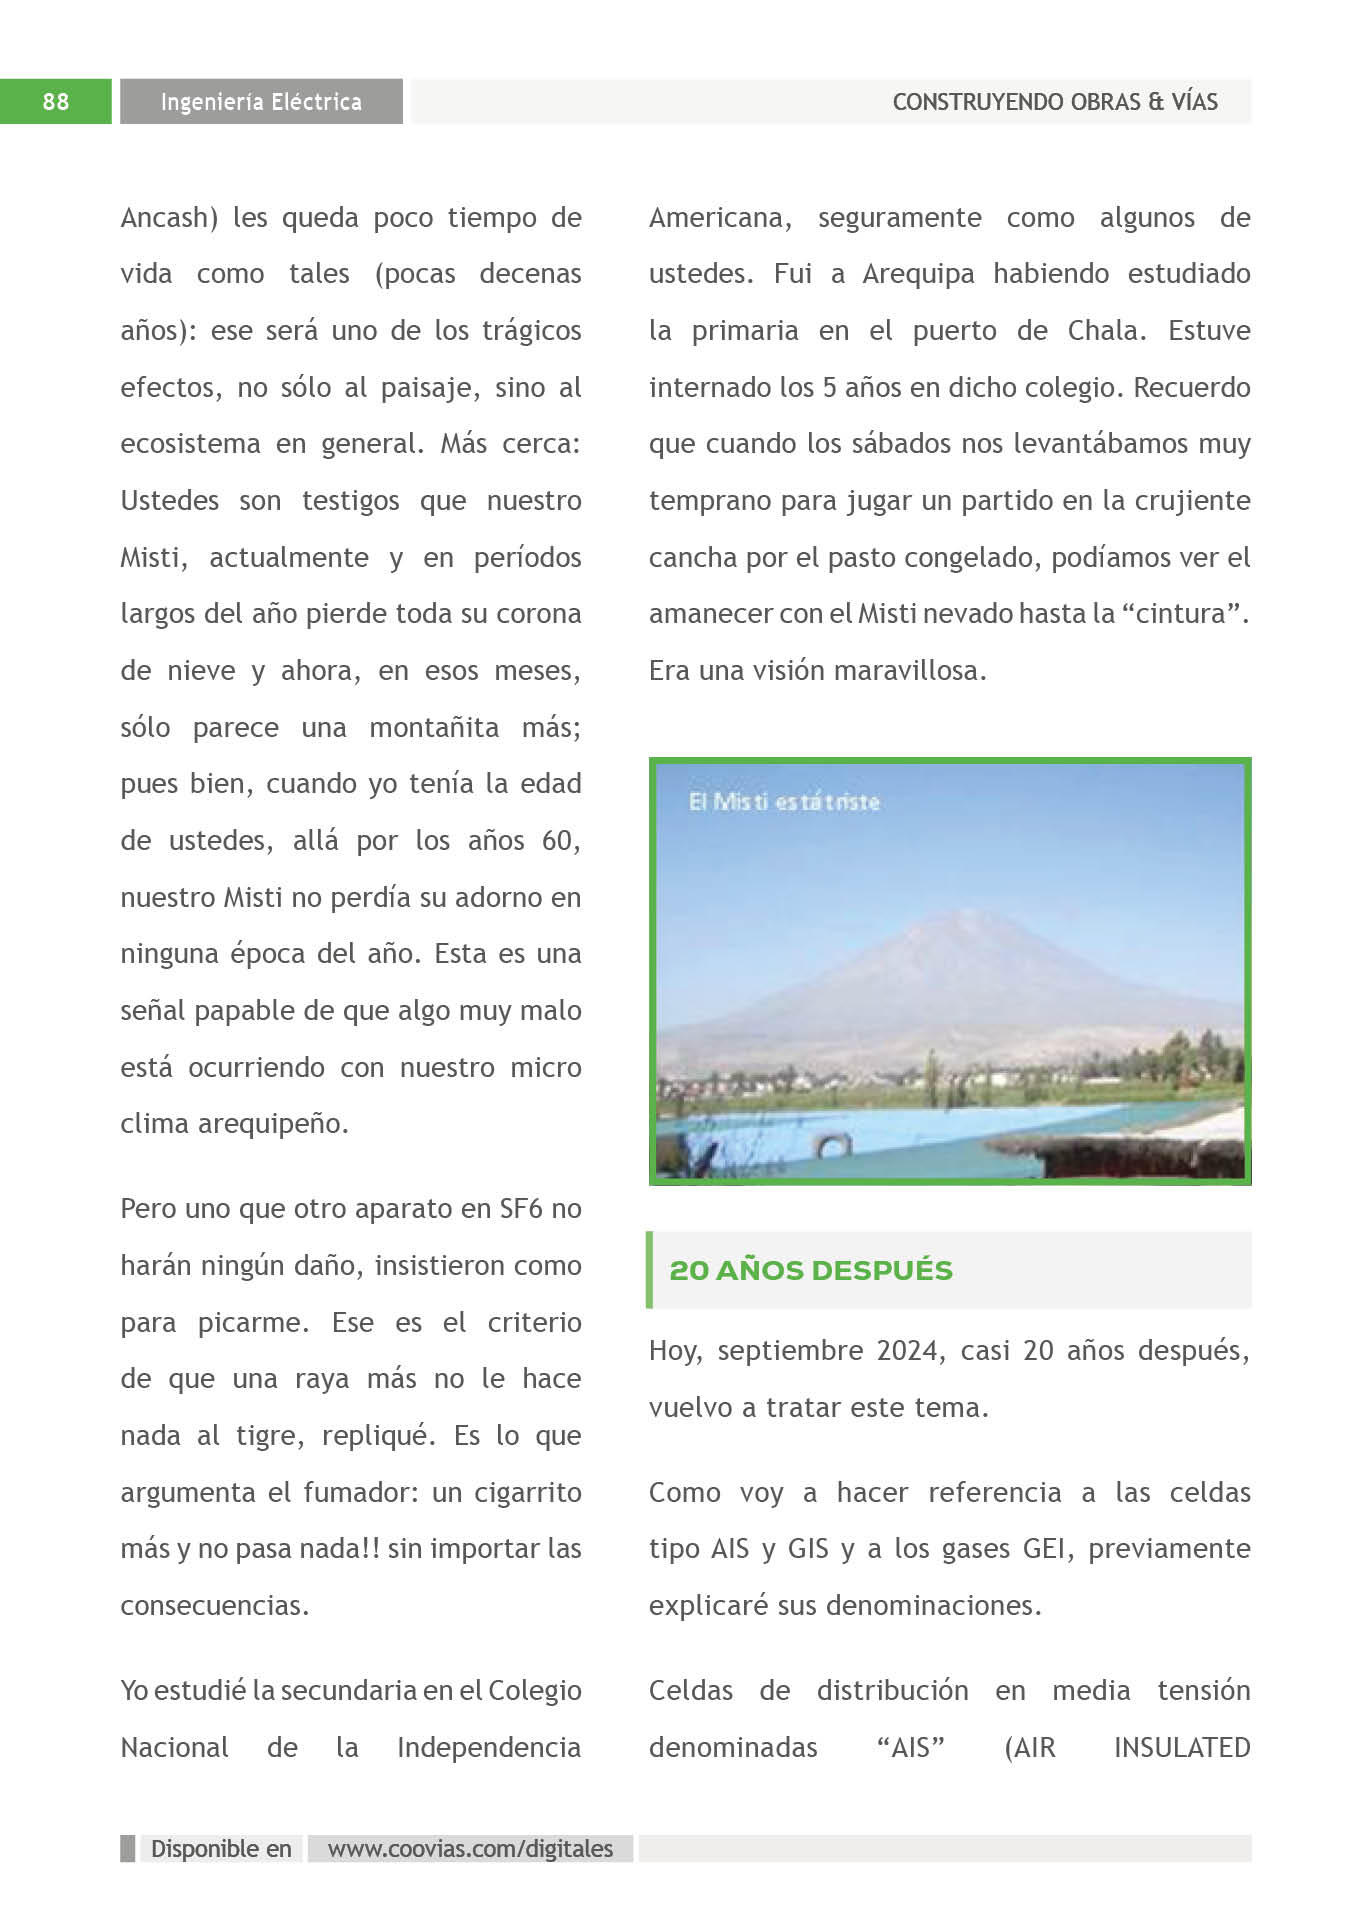 88
Ingeniería Eléctrica
CONSTRUYENDO OBRAS & VÍAS
Ancash) les queda poco tiempo de
vida como tales (pocas decenas
años): ese será uno de los trágicos
efectos, no sólo al paisaje, sino al
ecosistema en general. Más cerca:
Ustedes son testigos que nuestro
Misti, actualmente y en períodos
largos del año pierde toda su corona
de nieve y ahora, en esos meses,
sólo parece una montañita más;
pues bien, cuando yo tenía la edad
de ustedes, allá por los años 60,
nuestro Misti no perdía su adorno en
ninguna época del año. Esta es una
señal papable de que algo muy malo
está ocurriendo con nuestro micro
clima arequipeño.
Pero uno que otro aparato en SF6 no
harán ningún daño, insistieron como
para picarme. Ese es el criterio
de que una raya más no le hace
nada al tigre, repliqué. Es lo que
argumenta el fumador: un cigarrito
más y no pasa nada!! sin importar las
consecuencias.
Yo estudié la secundaria en el Colegio
Nacional de la Independencia
Americana, seguramente como algunos de
ustedes. Fui a Arequipa habiendo estudiado
la primaria en el puerto de Chala. Estuve
internado los 5 años en dicho colegio. Recuerdo
que cuando los sábados nos levantábamos muy
temprano para jugar un partido en la crujiente
cancha por el pasto congelado, podíamos ver el
amanecer con el Misti nevado hasta la “cintura”.
Era una visión maravillosa.
El Misti está triste
20 AÑOS DESPUÉS
Hoy, septiembre 2024, casi 20 años después,
vuelvo a tratar este tema.
Como voy a hacer referencia a las celdas
tipo AIS y GIS y a los gases GEI, previamente
explicaré sus denominaciones.
Celdas de distribución en media tensión
denominadas “AIS” (AIR INSULATED
Disponible en
www.coovias.com/digitales